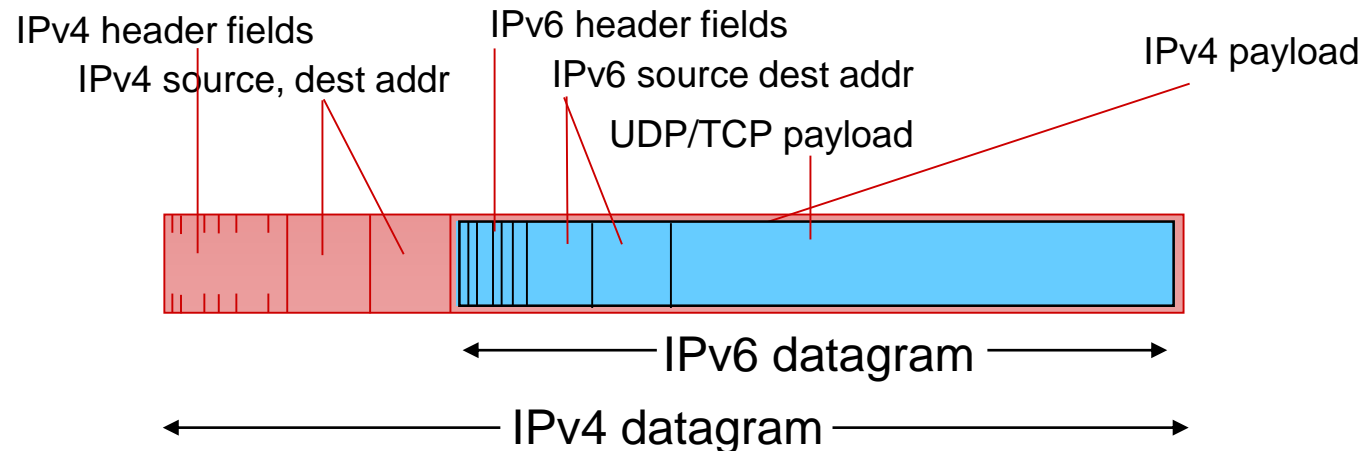 IPv4 header fields
IPv6 header fields
IPv4 payload
IPv4 source, dest addr
IPv6 source dest addr
UDP/TCP payload
IPv6 datagram
IPv4 datagram